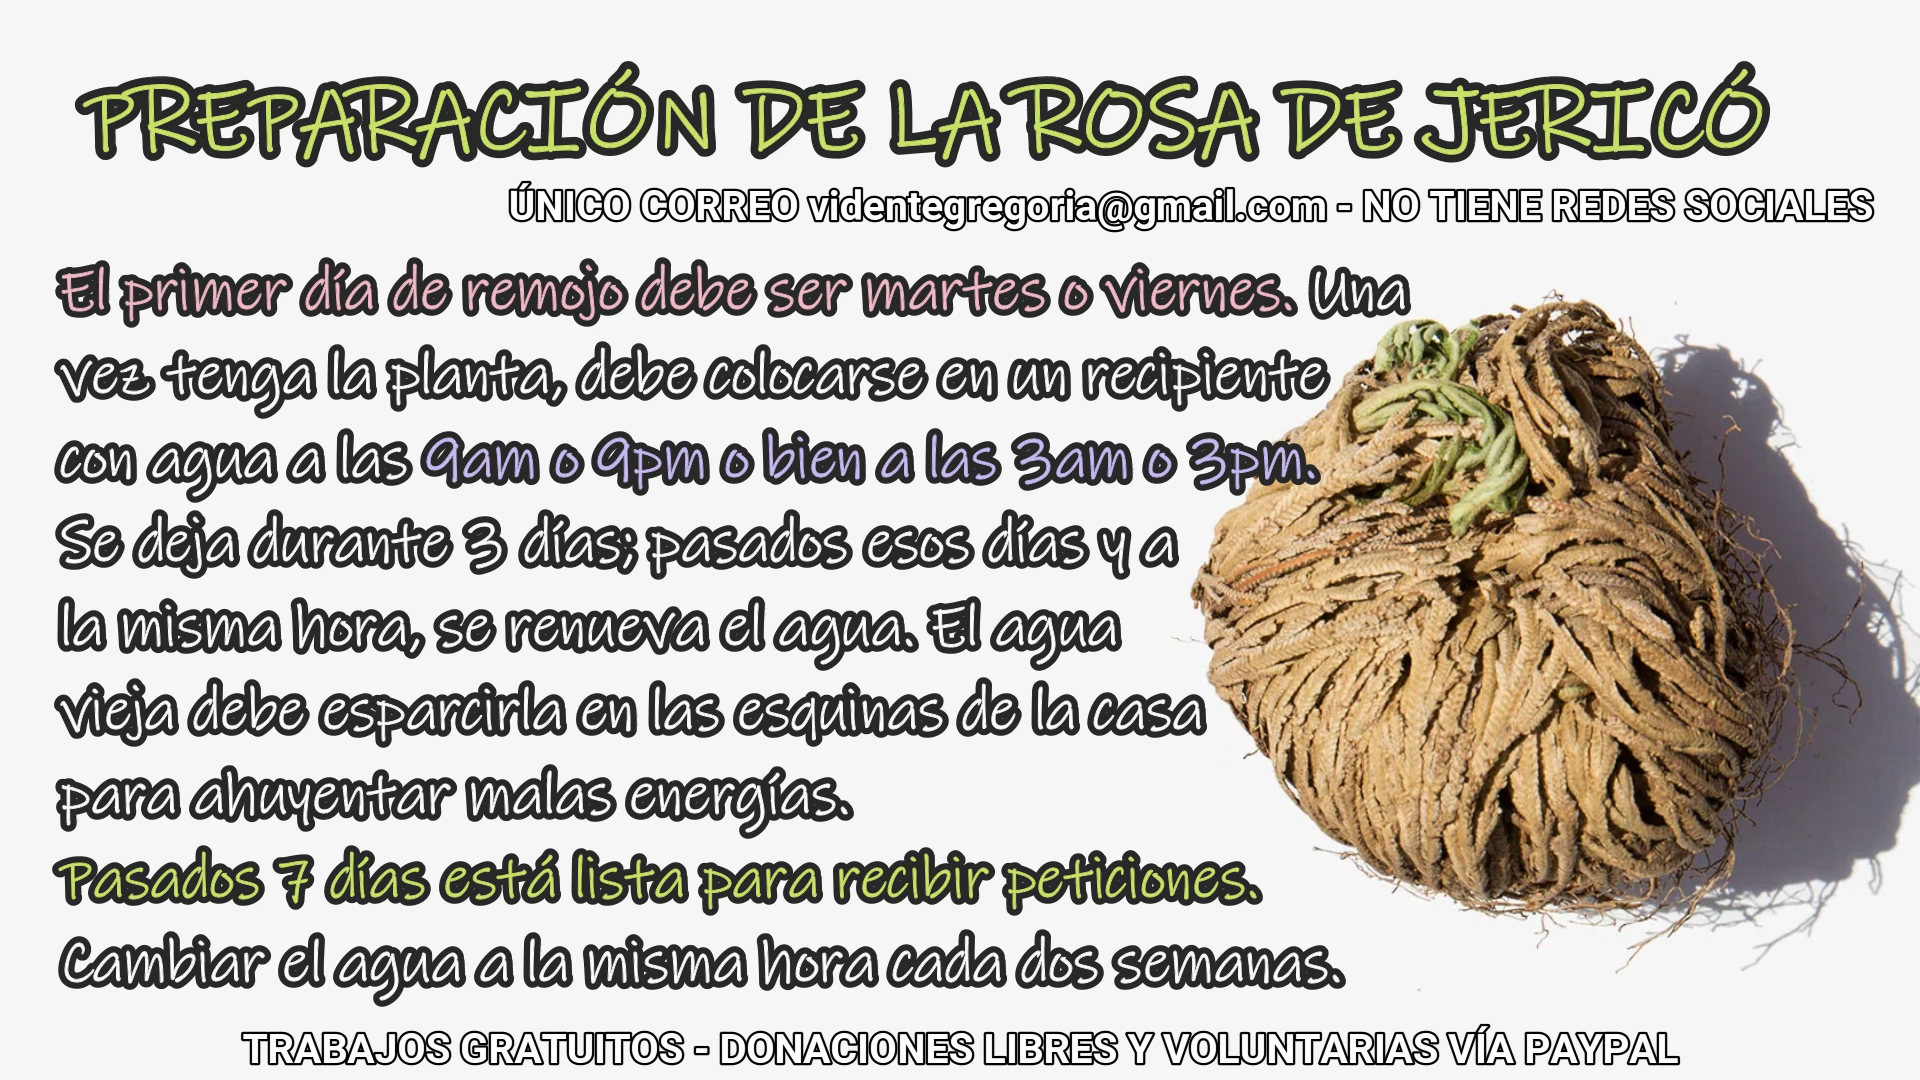 PREPARACIÓN DE LA ROSA DE JERICÓ
ÚNICO CORREO videntegregoria@gmail.com - NO TIENE REDES SOCIALES
El primer día de remojo debe ser martes o viernes. Una
vez tenga la planta, debe colocarse en un recipiente
con agua a las 9am o 9pm o bien a las 3am o 3pm.
Se deja durante 3 días; pasados esos días y a
la misma hora, se renueva el agua. El agua
vieja debe esparcirla en las esquinas de la casa
para ahuyentar malas energías.
Pasados 7 días está lista para recibir peticiones.
Cambiar el agua a la misma hora cada dos semanas.
TRABAJOS GRATUITOS - DONACIONES LIBRES Y VOLUNTARIAS VÍA PAYPAL